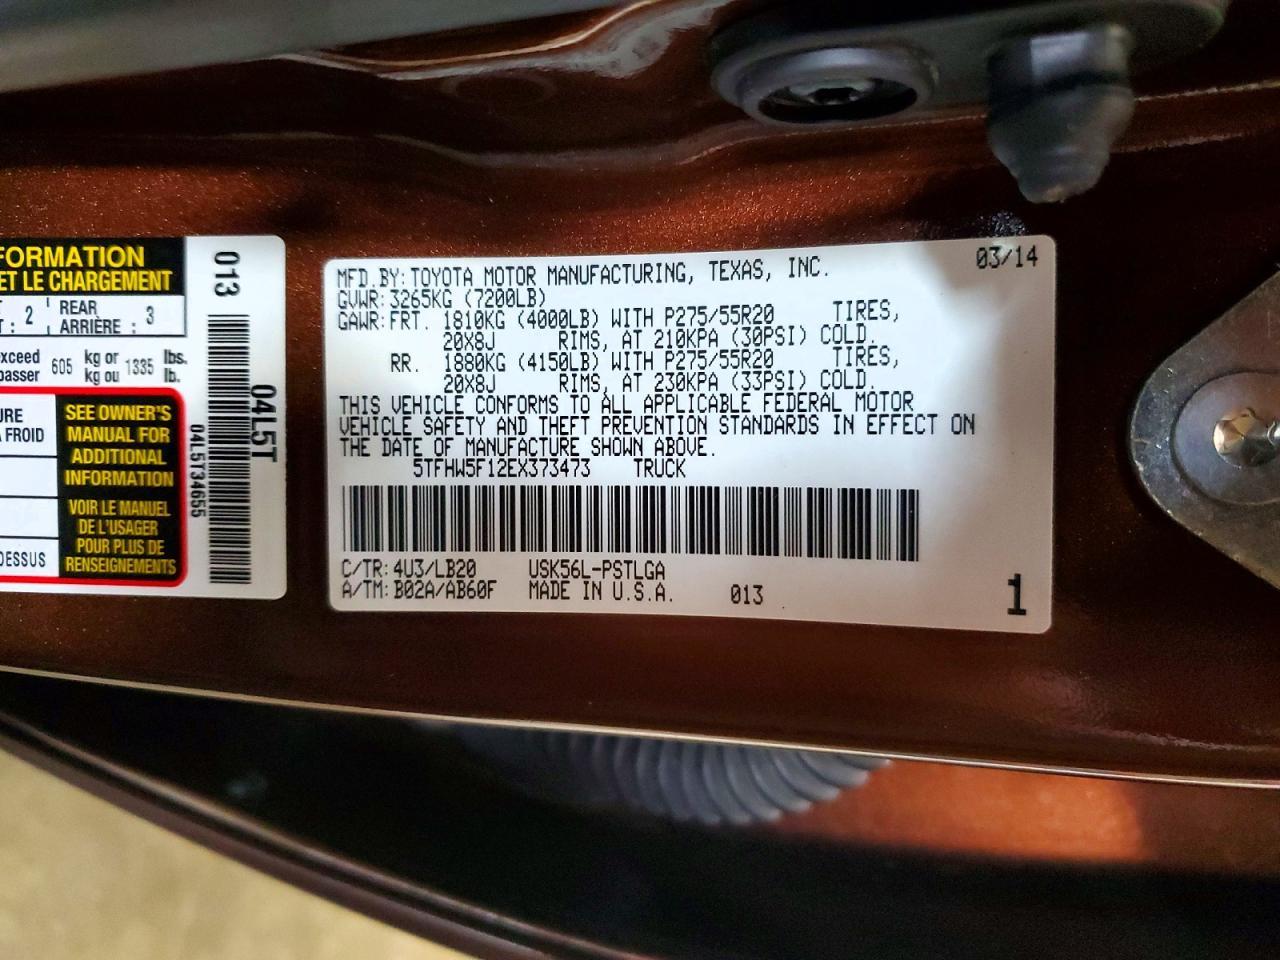 FORMATION
ET LE CHARGEMENT
: 2 REAR
ARRIÈRE : 3
exceed 605 kg or 1335 lbs.
passer kg ou lb.
SEE OWNER'S
MANUAL FOR
ADDITIONAL
INFORMATION
VOIR LE MANUEL
DE L'USAGER
POUR PLUS DE
RENSEIGNEMENTS
URE
A FROID
DESSUS
013
04L5T
04L5T34655
MFD.BY: TOYOTA MOTOR MANUFACTURING, TEXAS, INC. 03/14
GVWR: 3265KG (7200LB)
GAWR: FRT. 1810KG (4000LB) WITH P275/55R20 TIRES,
20X8J RIMS, AT 210KPA (30PSI) COLD.
RR. 1880KG (4150LB) WITH P275/55R20 TIRES,
20X8J RIMS, AT 230KPA (33PSI) COLD.
THIS VEHICLE CONFORMS TO ALL APPLICABLE FEDERAL MOTOR
VEHICLE SAFETY AND THEFT PREVENTION STANDARDS IN EFFECT ON
THE DATE OF MANUFACTURE SHOWN ABOVE.
5TFHW5F12EX373473 TRUCK
C/TR: 4U3/LB20 USK56L-PSTLGA
A/TM: B02A/AB60F MADE IN U.S.A. 013
1